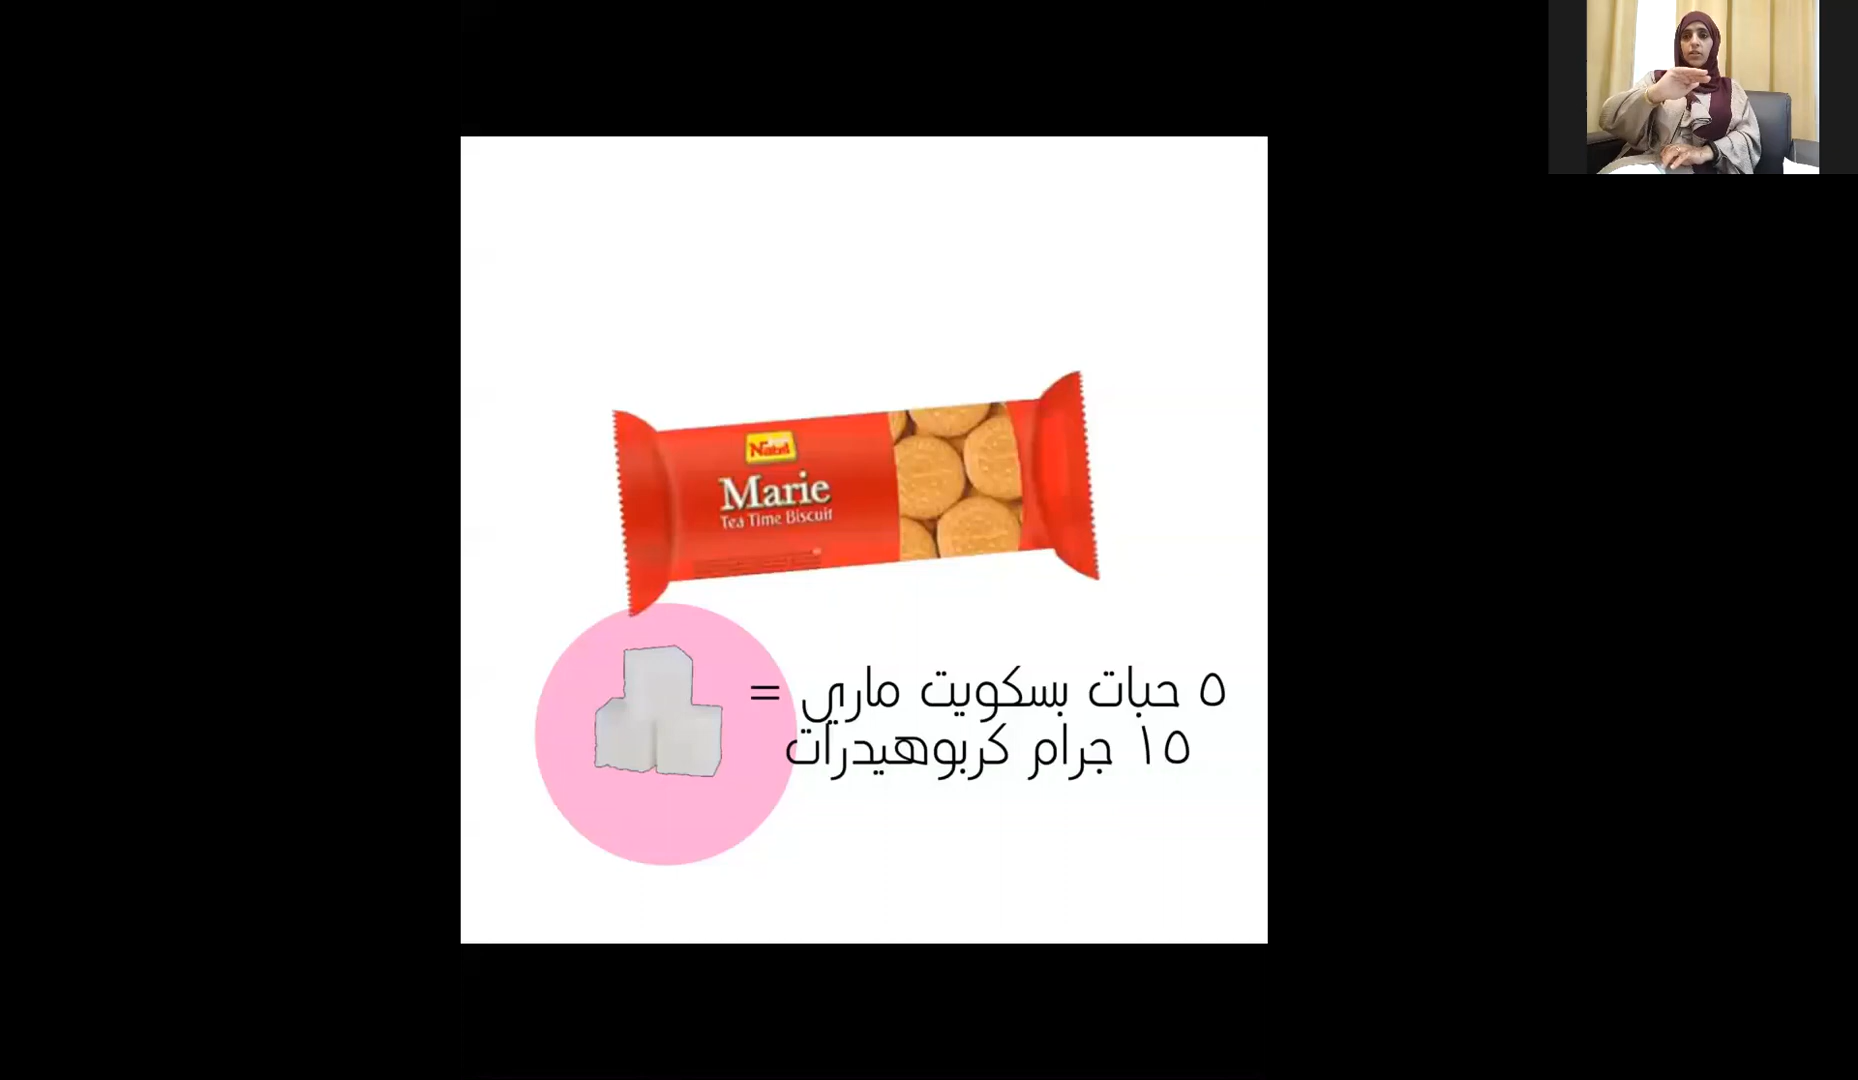 Nabil
Marie
Tea Time Biscuit
٥ حبات بسكويت ماري =
١٥ جرام كربوهيدرات